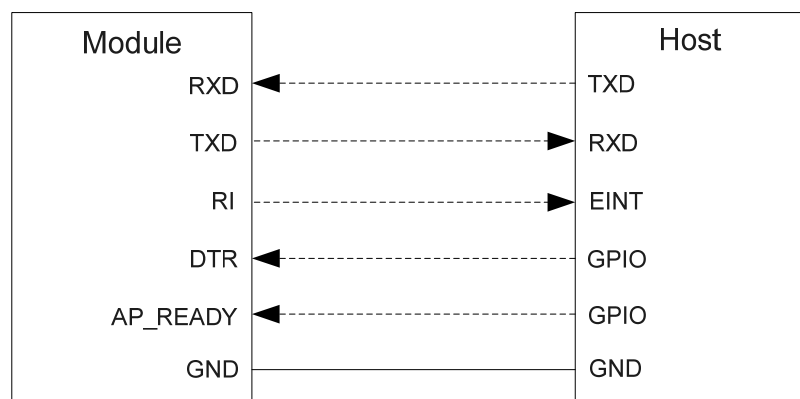 Module Host
RXD TXD
TXD RXD
RI EINT
DTR GPIO
AP_READY GPIO
GND GND